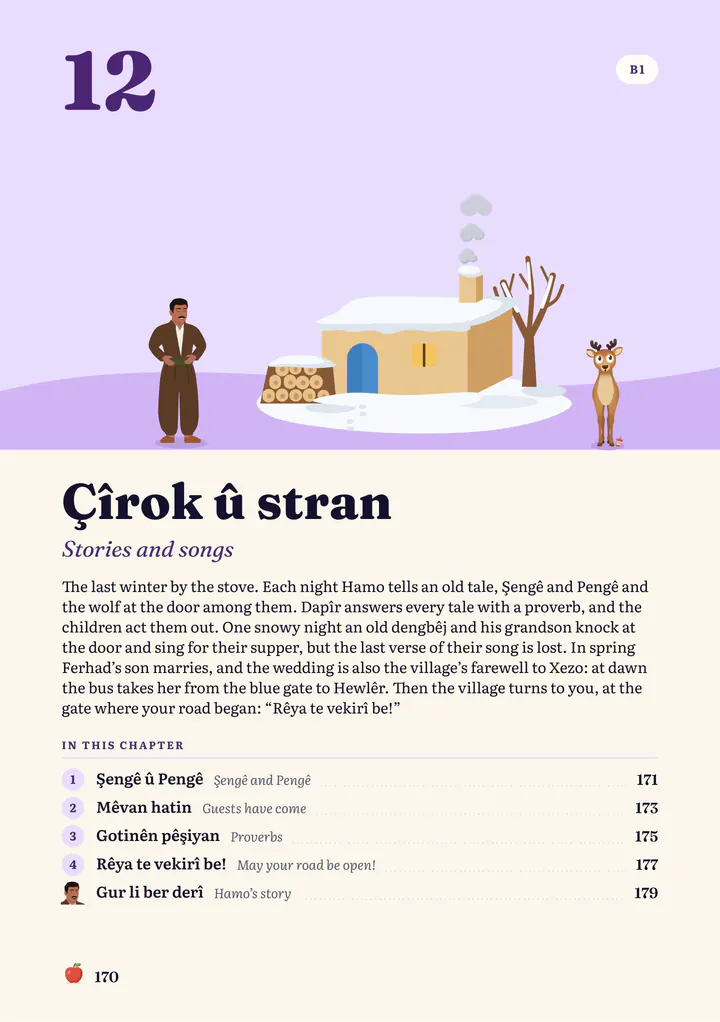 12
B1
Çîrok û stran
Stories and songs
The last winter by the stove. Each night Hamo tells an old tale, Şengê and Pengê and
the wolf at the door among them. Dapîr answers every tale with a proverb, and the
children act them out. One snowy night an old dengbêj and his grandson knock at
the door and sing for their supper, but the last verse of their song is lost. In spring
Ferhad’s son marries, and the wedding is also the village’s farewell to Xezo: at dawn
the bus takes her from the blue gate to Hewlêr. Then the village turns to you, at the
gate where your road began: “Rêya te vekirî be!”
IN THIS CHAPTER
1 Şengê û Pengê Şengê and Pengê 171
2 Mêvan hatin Guests have come 173
3 Gotinên pêşiyan Proverbs 175
4 Rêya te vekirî be! May your road be open! 177
Gur li ber derî Hamo’s story 179
170